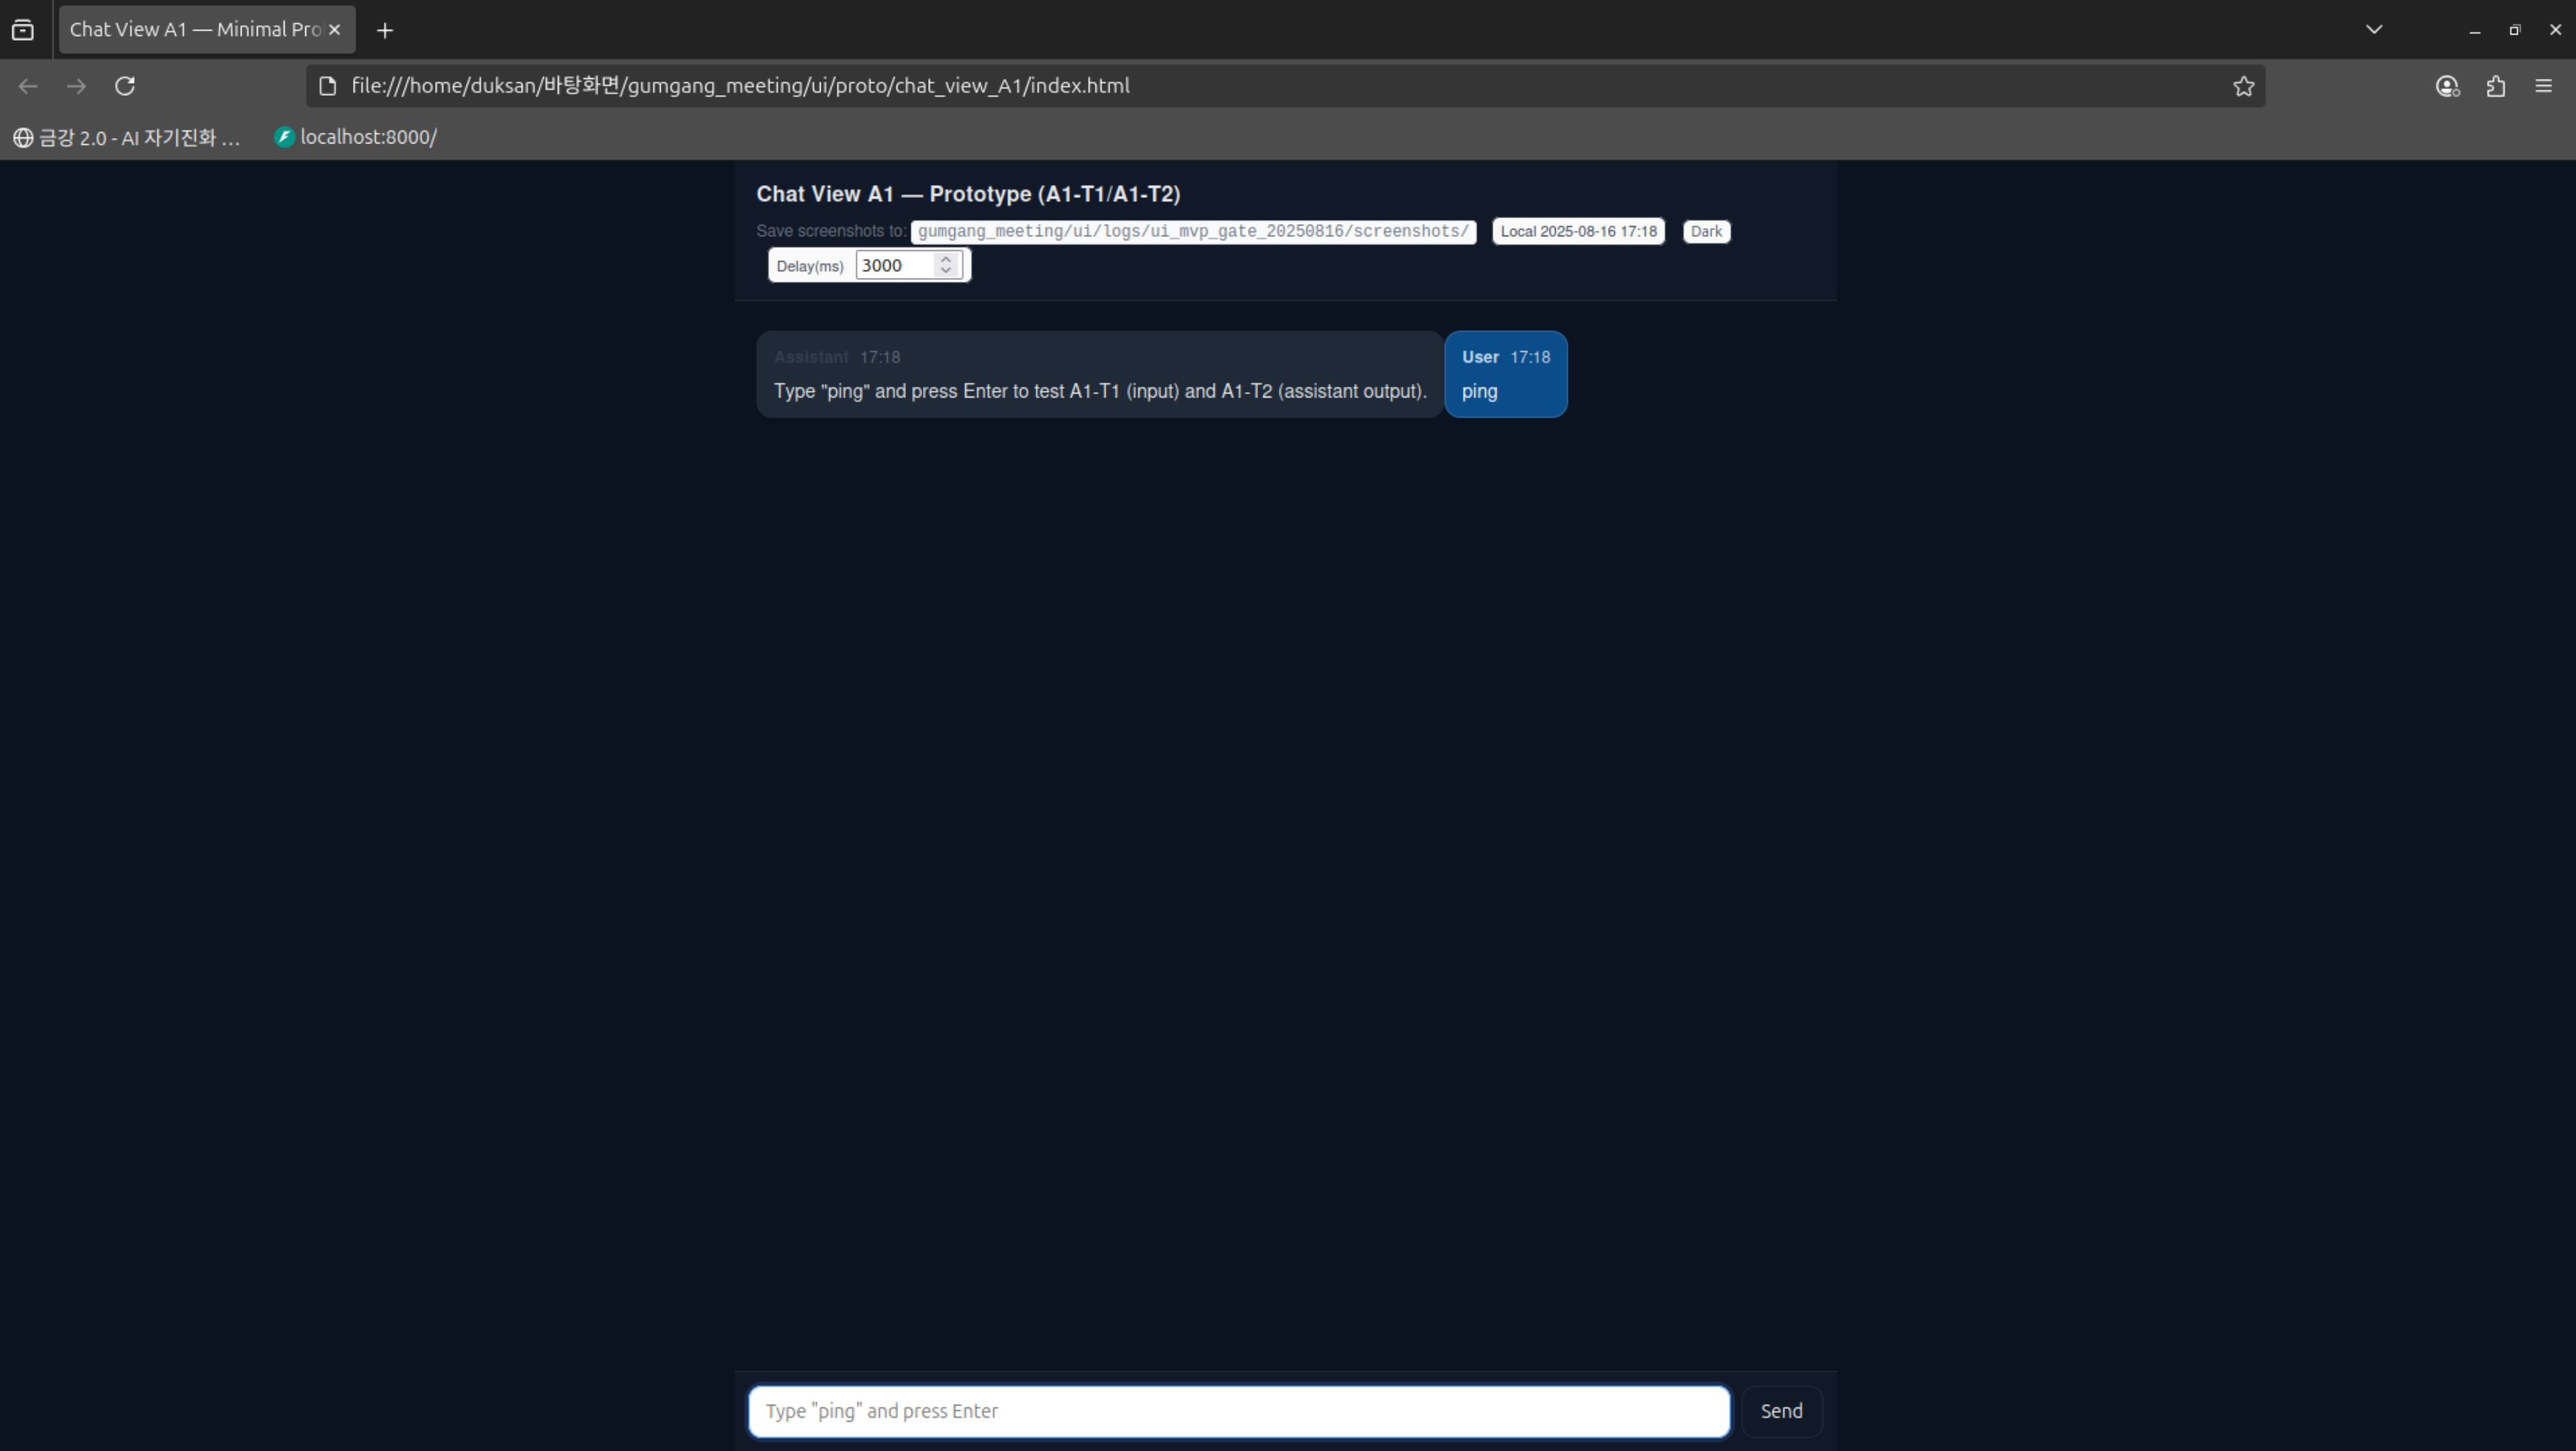 Chat View A1 — Minimal Pro
file:///home/duksan/바탕화면/gumgang_meeting/ui/proto/chat_view_A1/index.html
금강 2.0 - AI 자기진화 … localhost:8000/
Chat View A1 — Prototype (A1-T1/A1-T2)
Save screenshots to: gumgang_meeting/ui/logs/ui_mvp_gate_20250816/screenshots/ Local 2025-08-16 17:18 Dark
Delay(ms) 3000
Assistant 17:18
Type "ping" and press Enter to test A1-T1 (input) and A1-T2 (assistant output).
User 17:18
ping
Type "ping" and press Enter Send